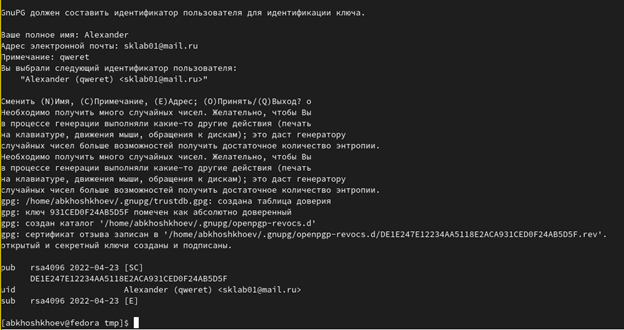 GnuPG должен составить идентификатор пользователя для идентификации ключа.
Ваше полное имя: Alexander
Адрес электронной почты: sklab01@mail.ru
Примечание: qweret
Вы выбрали следующий идентификатор пользователя:
"Alexander (qweret) <sklab01@mail.ru>"
Сменить (N)Имя, (C)Примечание, (E)Адрес; (O)Принять/(Q)Выход? o
Необходимо получить много случайных чисел. Желательно, чтобы Вы
в процессе генерации выполняли какие-то другие действия (печать
на клавиатуре, движения мыши, обращения к дискам); это даст генератору
случайных чисел больше возможностей получить достаточное количество энтропии.
Необходимо получить много случайных чисел. Желательно, чтобы Вы
в процессе генерации выполняли какие-то другие действия (печать
на клавиатуре, движения мыши, обращения к дискам); это даст генератору
случайных чисел больше возможностей получить достаточное количество энтропии.
gpg: /home/abkhoshkhoev/.gnupg/trustdb.gpg: создана таблица доверия
gpg: ключ 931CED0F24AB5D5F помечен как абсолютно доверенный
gpg: создан каталог '/home/abkhoshkhoev/.gnupg/openpgp-revocs.d'
gpg: сертификат отзыва записан в '/home/abkhoshkhoev/.gnupg/openpgp-revocs.d/DE1E247E12234AA5118E2ACA931CED0F24AB5D5F.rev'.
открытый и секретный ключи созданы и подписаны.
pub rsa4096 2022-04-23 [SC]
DE1E247E12234AA5118E2ACA931CED0F24AB5D5F
uid Alexander (qweret) <sklab01@mail.ru>
sub rsa4096 2022-04-23 [E]
[abkhoshkhoev@fedora tmp]$